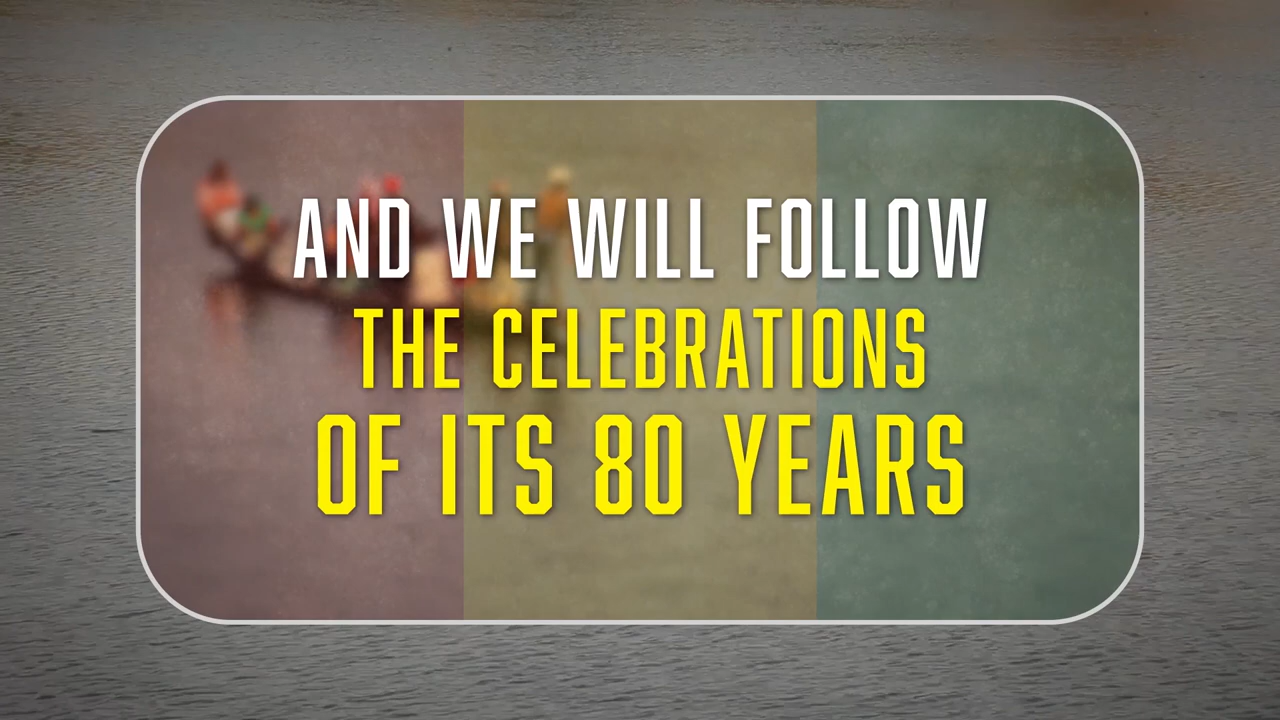 AND WE WILL FOLLOW
THE CELEBRATIONS
OF ITS 80 YEARS